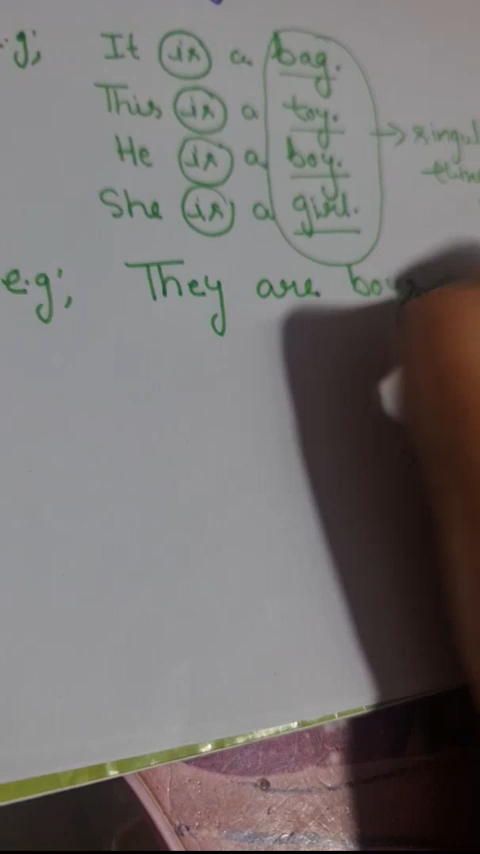 e.g; It is a bag.
This is a toy.
He is a boy.
She is a girl.
e.g; They are